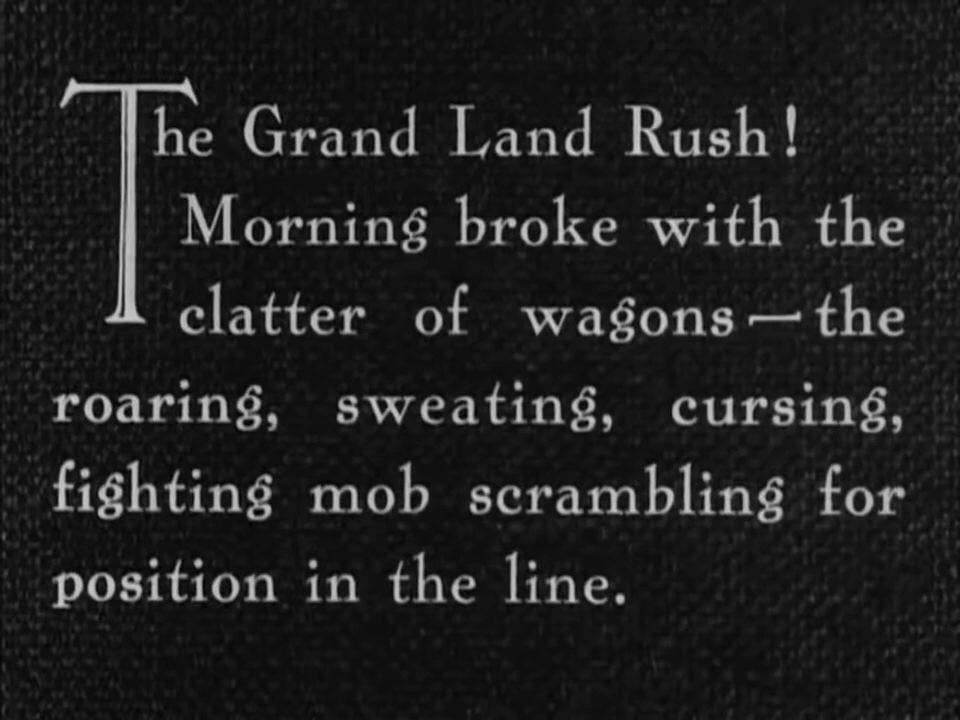 The Grand Land Rush!
Morning broke with the
clatter of wagons — the
roaring, sweating, cursing,
fighting mob scrambling for
position in the line.